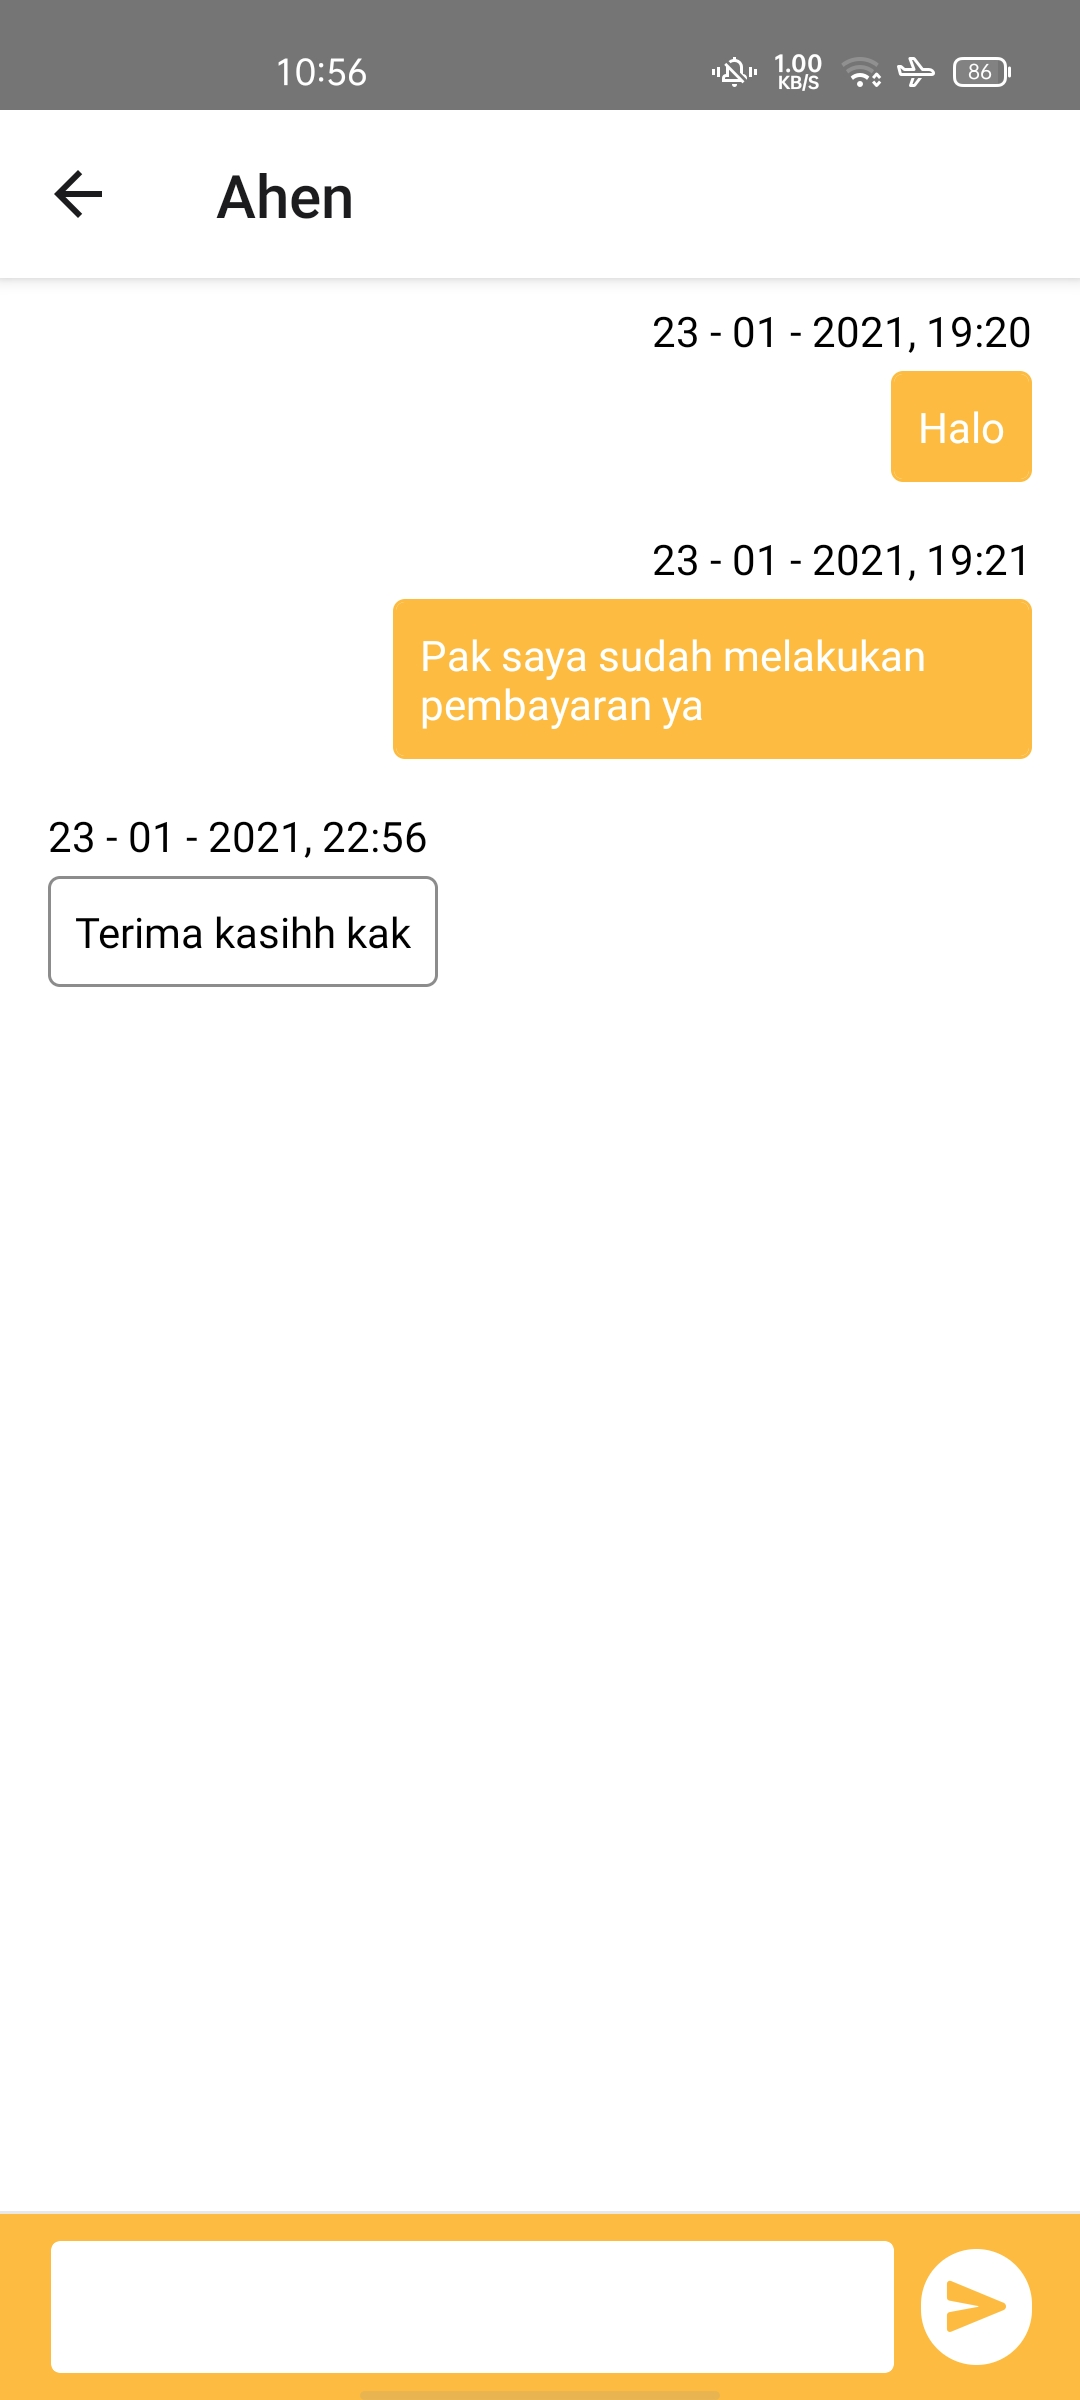 10:56
1.00
KB/S
86
Ahen
23 - 01 - 2021, 19:20
Halo
23 - 01 - 2021, 19:21
Pak saya sudah melakukan
pembayaran ya
23 - 01 - 2021, 22:56
Terima kasihh kak